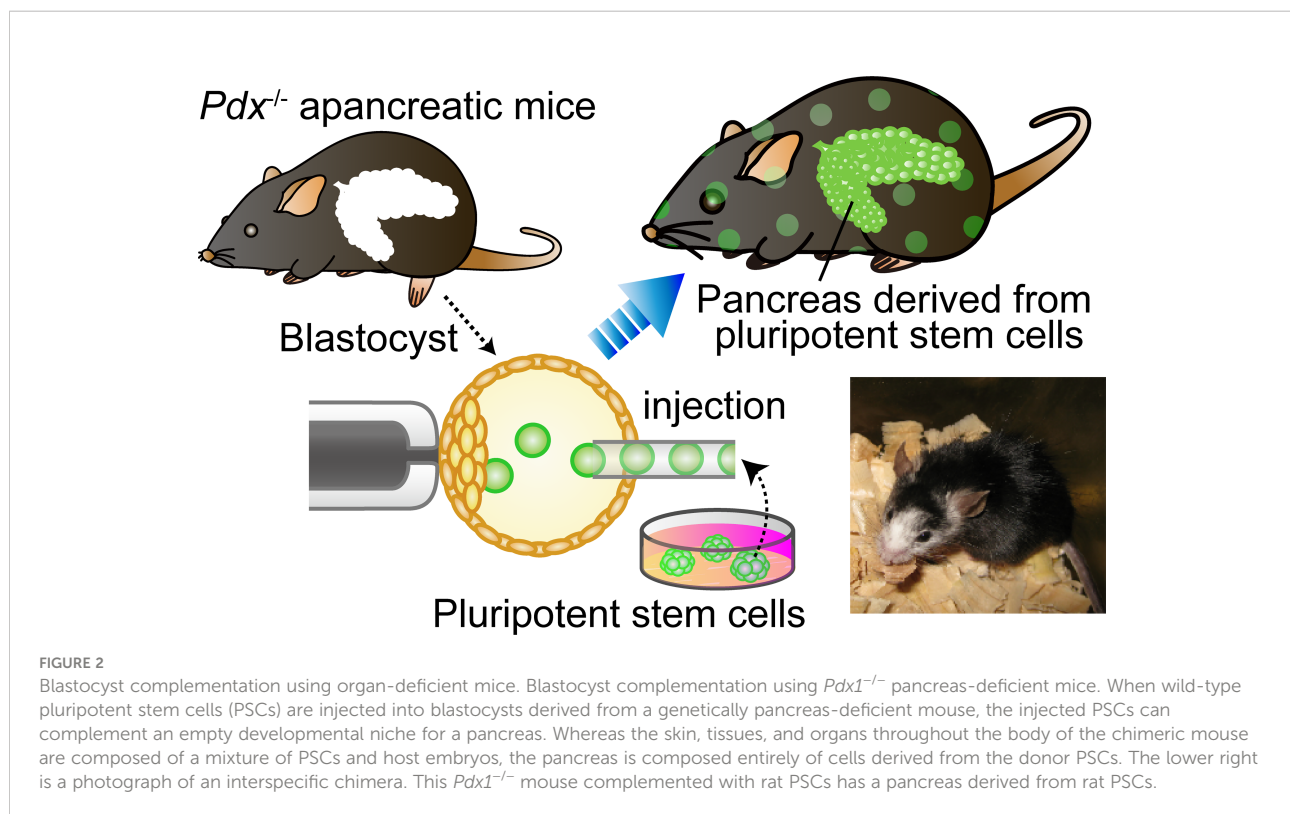 Pdx-/- apancreatic mice
Blastocyst
Pancreas derived from
pluripotent stem cells
injection
Pluripotent stem cells
FIGURE 2
Blastocyst complementation using organ-deficient mice. Blastocyst complementation using Pdx1−/− pancreas-deficient mice. When wild-type
pluripotent stem cells (PSCs) are injected into blastocysts derived from a genetically pancreas-deficient mouse, the injected PSCs can
complement an empty developmental niche for a pancreas. Whereas the skin, tissues, and organs throughout the body of the chimeric mouse
are composed of a mixture of PSCs and host embryos, the pancreas is composed entirely of cells derived from the donor PSCs. The lower right
is a photograph of an interspecific chimera. This Pdx1−/− mouse complemented with rat PSCs has a pancreas derived from rat PSCs.